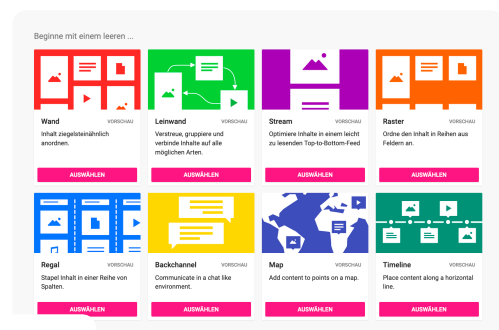 Beginne mit einem leeren ...
Wand VORSCHAU
Inhalt ziegelsteinähnlich
anordnen.
AUSWÄHLEN
Leinwand VORSCHAU
Verstreue, gruppiere und
verbinde Inhalte auf alle
möglichen Arten.
AUSWÄHLEN
Stream VORSCHAU
Optimiere Inhalte in einem leicht
zu lesenden Top-to-Bottom-Feed
AUSWÄHLEN
Raster VORSCHAU
Ordne den Inhalt in Reihen aus
Feldern an.
AUSWÄHLEN
Regal VORSCHAU
Stapel Inhalt in einer Reihe von
Spalten.
AUSWÄHLEN
Backchannel VORSCHAU
Communicate in a chat like
environment.
AUSWÄHLEN
Map VORSCHAU
Add content to points on a map.
AUSWÄHLEN
Timeline VORSCHAU
Place content along a horizontal
line.
AUSWÄHLEN